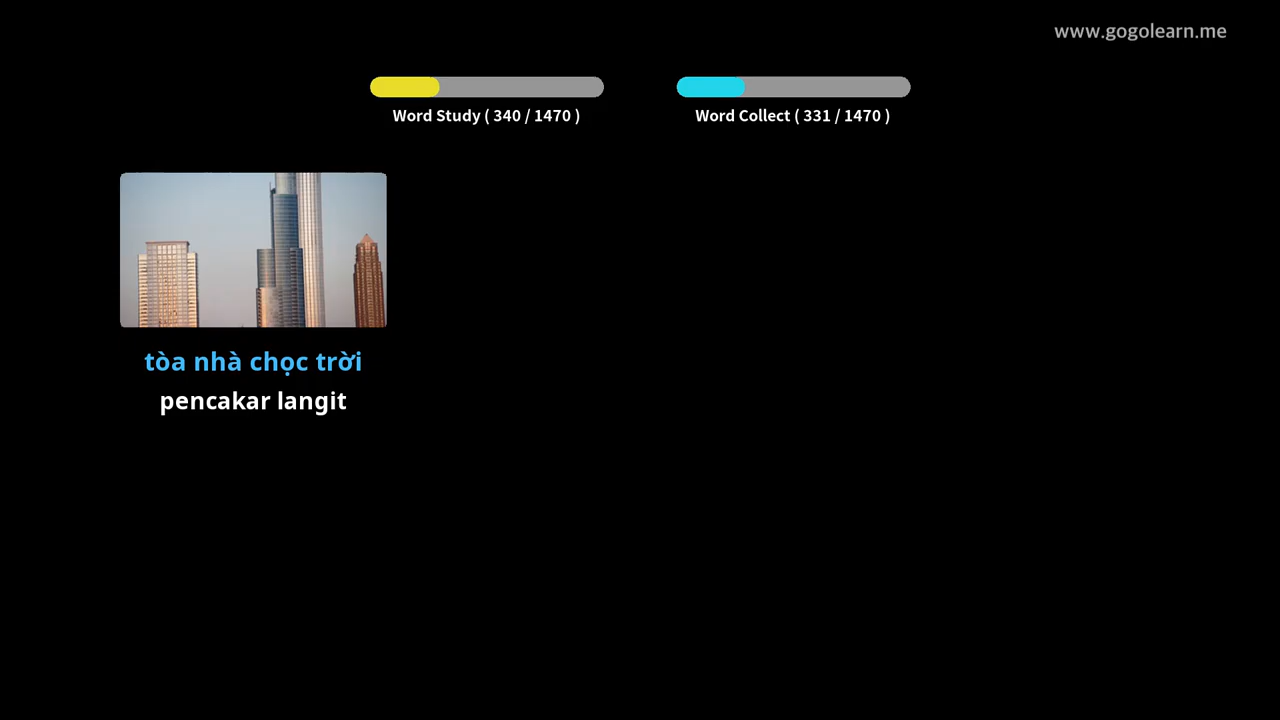 www.gogolearn.me
Word Study ( 340 / 1470 )
Word Collect ( 331 / 1470 )
tòa nhà chọc trời
pencakar langit